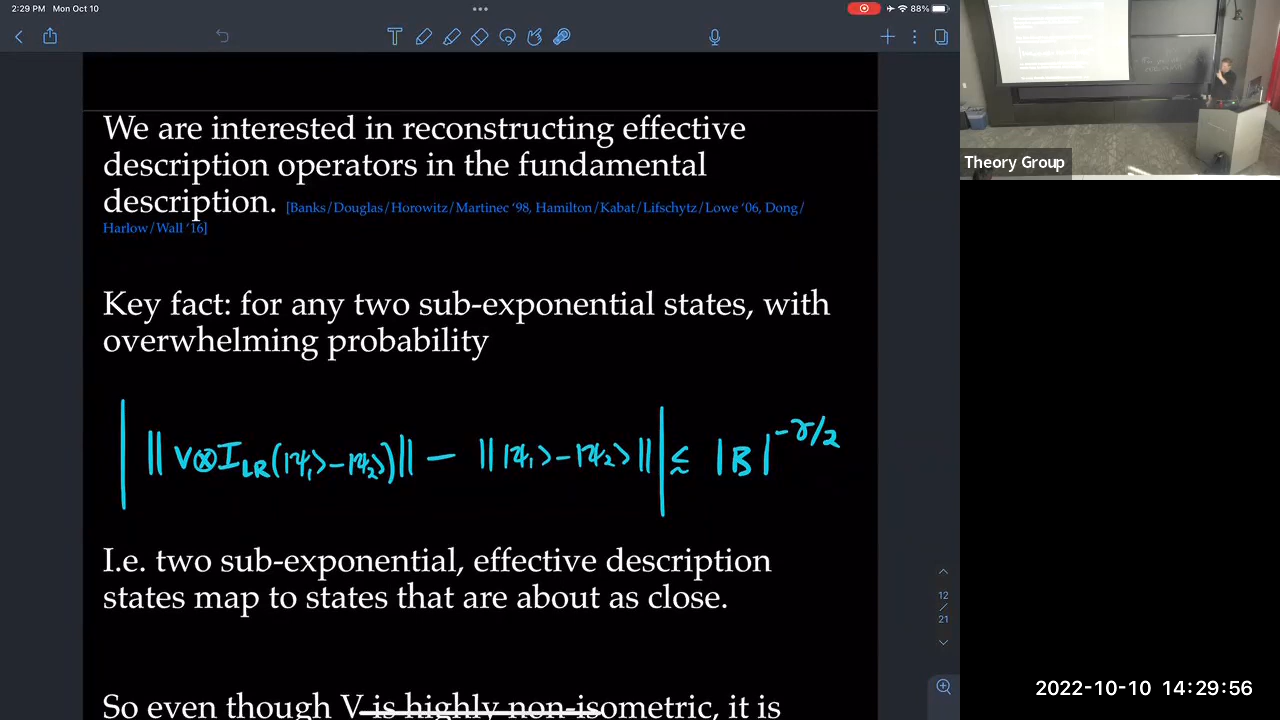 2:29 PM Mon Oct 10
88%
We are interested in reconstructing effective
description operators in the fundamental
description. [Banks/Douglas/Horowitz/Martinec ‘98, Hamilton/Kabat/Lifschytz/Lowe ‘06, Dong/
Harlow/Wall ‘16]
Key fact: for any two sub-exponential states, with
overwhelming probability
| || V⊗I_LR(|ψ₁⟩−|ψ₂⟩)|| − || |ψ₁⟩−|ψ₂⟩ || | ≲ |B|^{-γ/2}
I.e. two sub-exponential, effective description
states map to states that are about as close.
So even though V is highly non-isometric, it is
12
/
21
Theory Group
2022-10-10 14:29:56